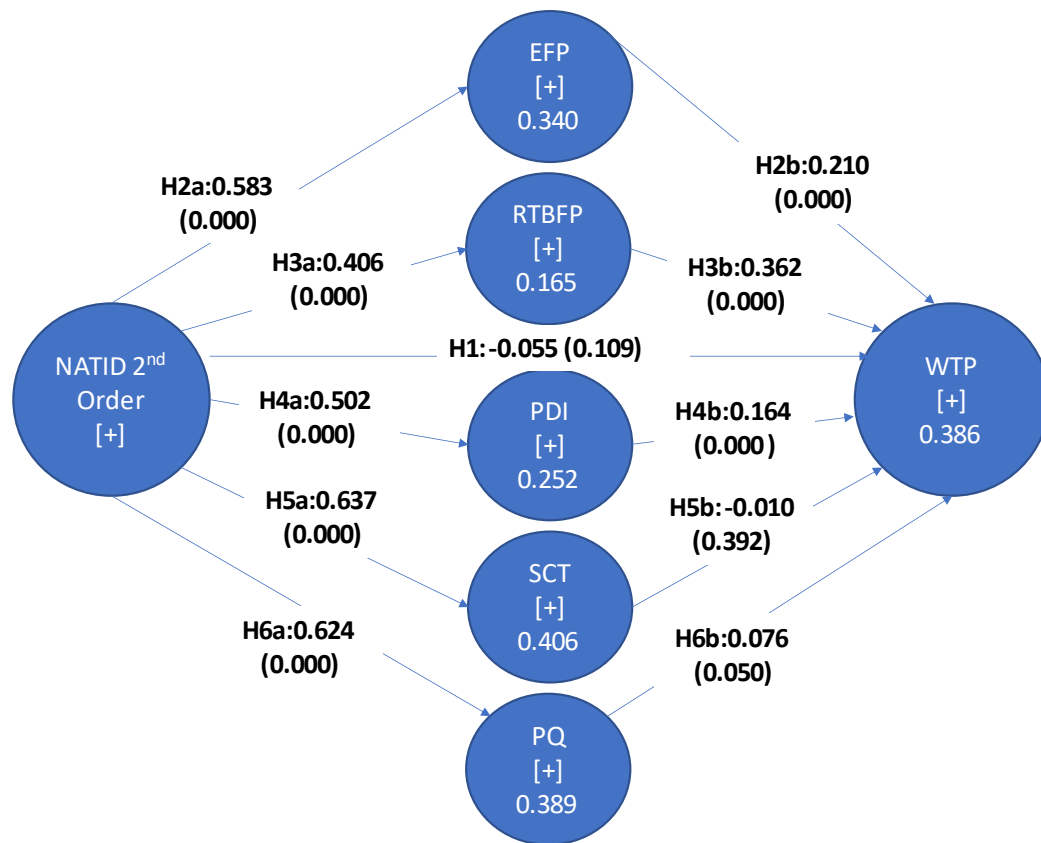 EFP
[+]
0.340
H2a:0.583
(0.000)
H2b:0.210
(0.000)
RTBFP
[+]
0.165
H3a:0.406
(0.000)
H3b:0.362
(0.000)
H1:-0.055 (0.109)
NATID 2nd
Order
[+]
WTP
[+]
0.386
H4a:0.502
(0.000)
PDI
[+]
0.252
H4b:0.164
(0.000 )
H5a:0.637
(0.000)
H5b:-0.010
(0.392)
SCT
[+]
0.406
H6a:0.624
(0.000)
H6b:0.076
(0.050)
PQ
[+]
0.389